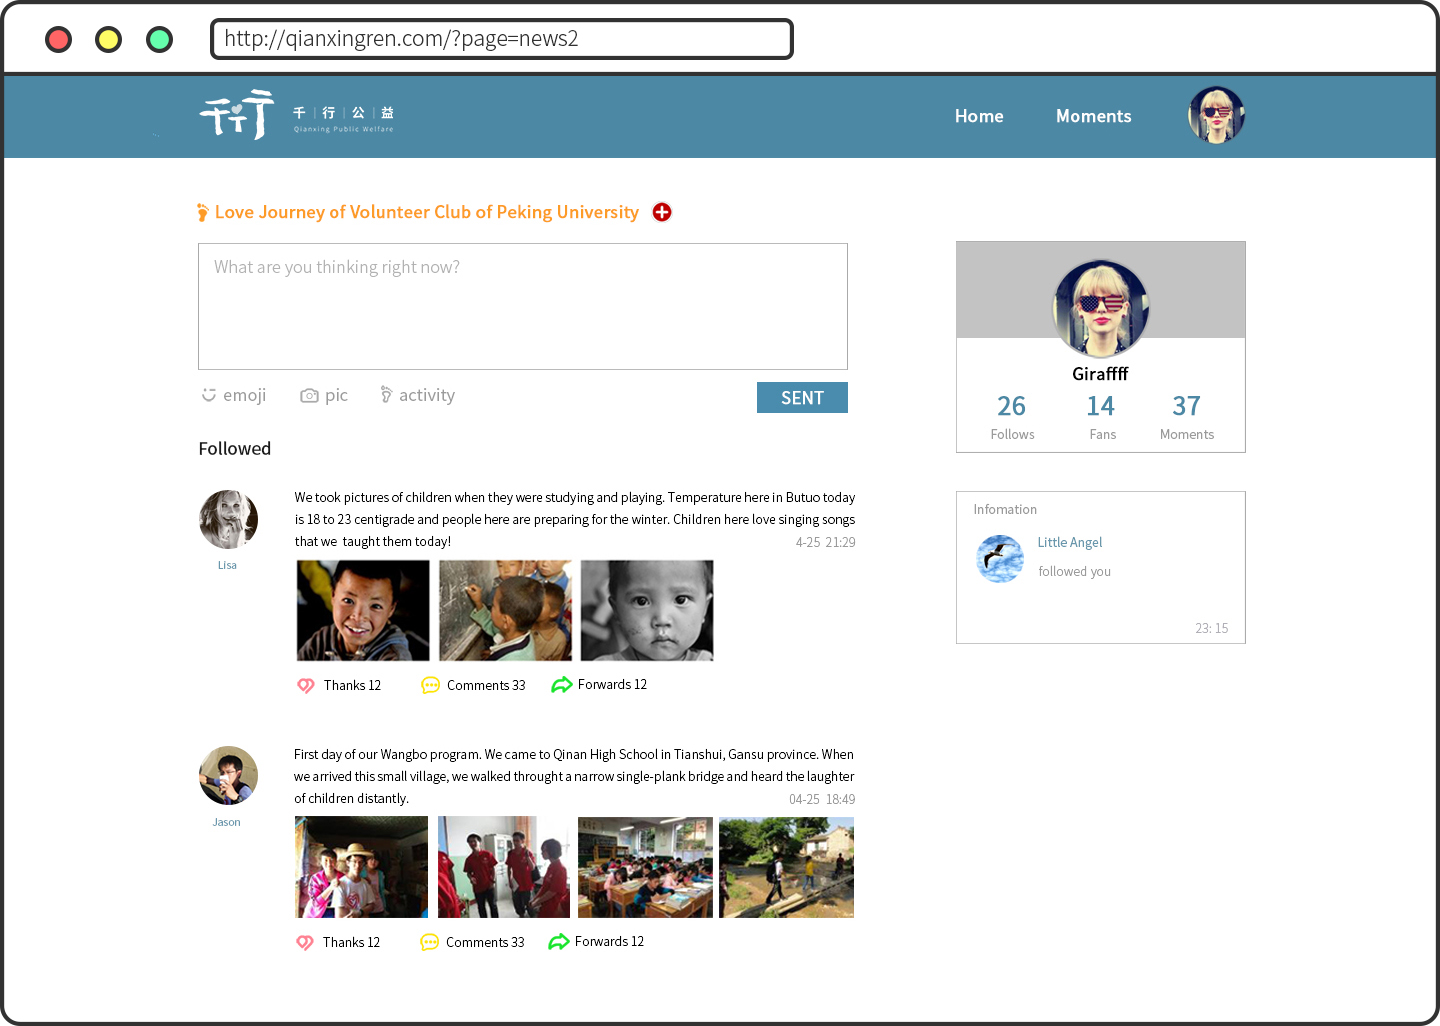 http://qianxingren.com/?page=news2
千行
千 | 行 | 公 | 益
Qianxing Public Welfare
Home
Moments
Love Journey of Volunteer Club of Peking University
What are you thinking right now?
emoji
pic
activity
SENT
Followed
Lisa
We took pictures of children when they were studying and playing. Temperature here in Butuo today
is 18 to 23 centigrade and people here are preparing for the winter. Children here love singing songs
that we  taught them today!
4-25  21:29
Thanks 12
Comments 33
Forwards 12
Jason
First day of our Wangbo program. We came to Qinan High School in Tianshui, Gansu province. When
we arrived this small village, we walked throught a narrow single-plank bridge and heard the laughter
of children distantly.
04-25  18:49
Thanks 12
Comments 33
Forwards 12
Giraffff
26
14
37
Follows
Fans
Moments
Infomation
Little Angel
followed you
23: 15